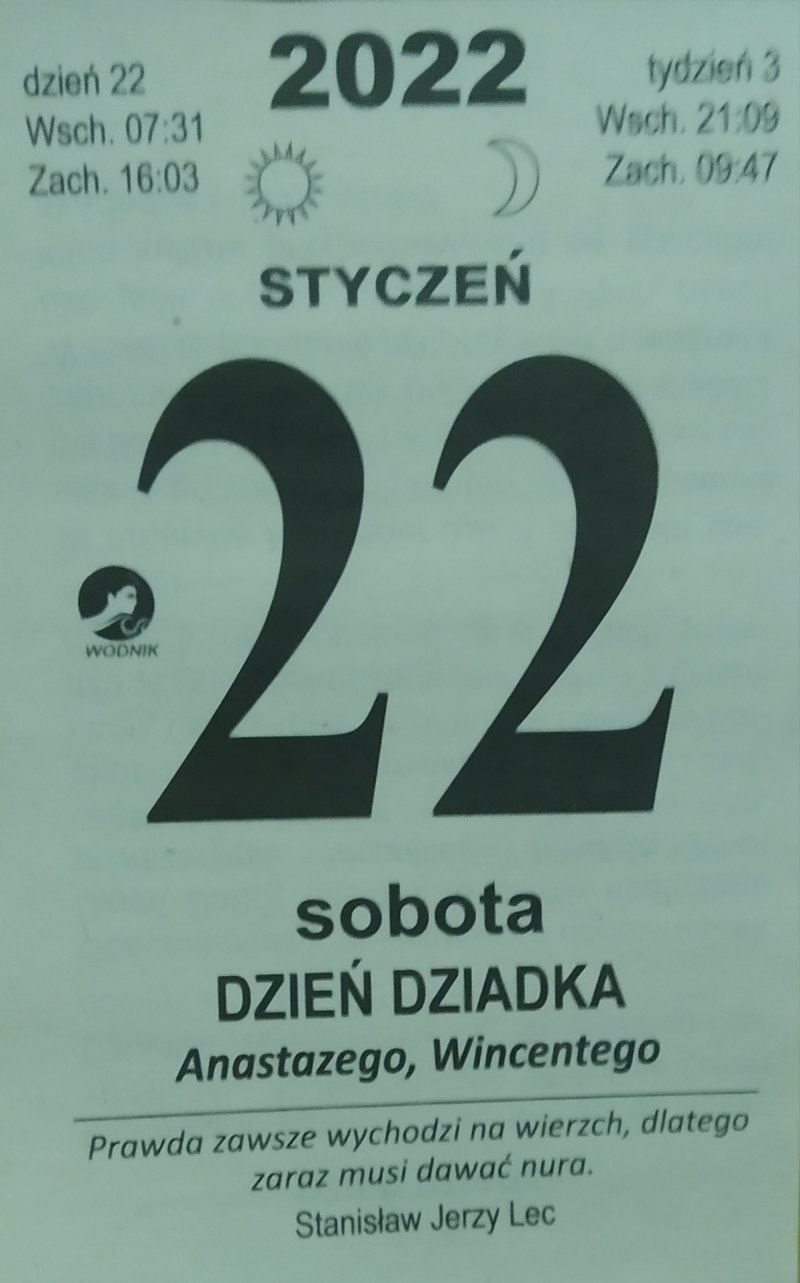 dzień 22
Wsch. 07:31
Zach. 16:03
2022
tydzień 3
Wsch. 21:09
Zach. 09:47
STYCZEŃ
22
WODNIK
sobota
DZIEŃ DZIADKA
Anastazego, Wincentego
Prawda zawsze wychodzi na wierzch, dlatego
zaraz musi dawać nura.
Stanisław Jerzy Lec